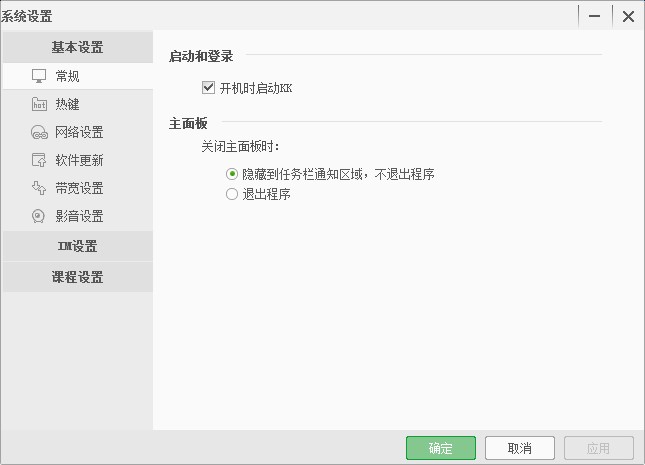 系统设置
基本设置
常规
hot
热键
网络设置
软件更新
带宽设置
影音设置
IM设置
课程设置
启动和登录
开机时启动KK
主面板
关闭主面板时:
隐藏到任务栏通知区域，不退出程序
退出程序
确定
取消
应用